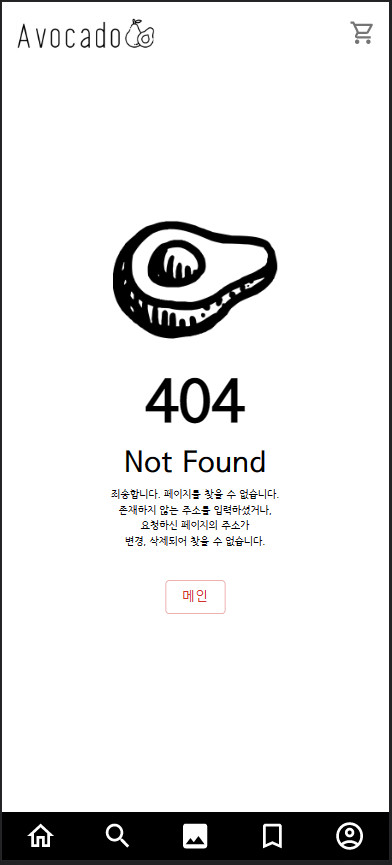 Avocado
404
Not Found
죄송합니다. 페이지를 찾을 수 없습니다.
존재하지 않는 주소를 입력하셨거나,
요청하신 페이지의 주소가
변경, 삭제되어 찾을 수 없습니다.
메인